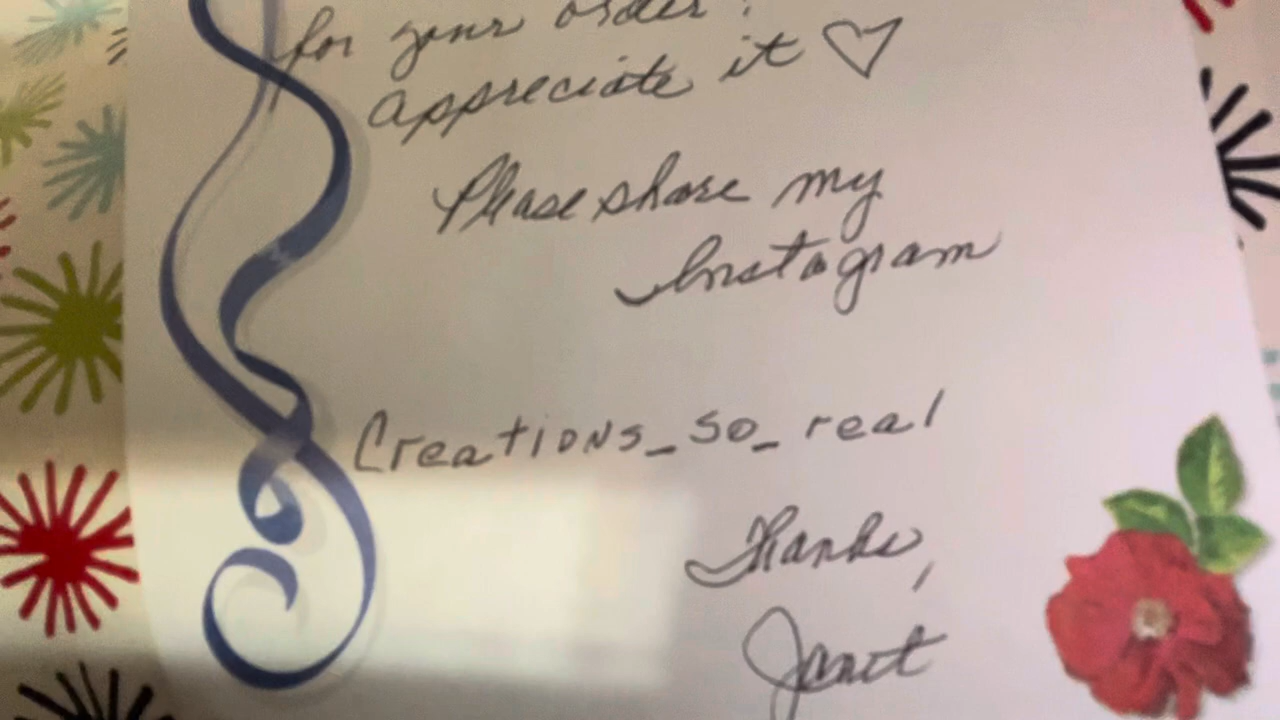 for your order!
appreciate it
Please share my
Instagram
Creations_so_real
Thanks,
Janet